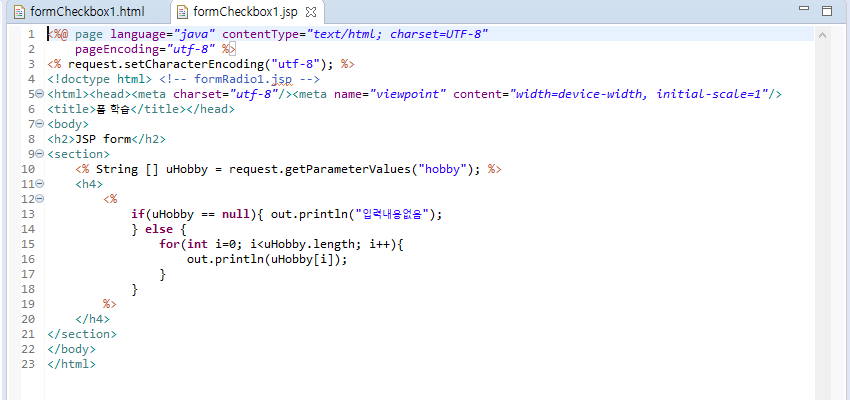 formCheckbox1.html formCheckbox1.jsp
1 <%@ page language="java" contentType="text/html; charset=UTF-8"
2 pageEncoding="utf-8" %>
3 <% request.setCharacterEncoding("utf-8"); %>
4 <!doctype html> <!-- formRadio1.jsp -->
5 <html><head><meta charset="utf-8"/><meta name="viewport" content="width=device-width, initial-scale=1"/>
6 <title>폼 학습</title></head>
7 <body>
8 <h2>JSP form</h2>
9 <section>
10 <% String [] uHobby = request.getParameterValues("hobby"); %>
11 <h4>
12 <%
13 if(uHobby == null){ out.println("입력내용없음");
14 } else {
15 for(int i=0; i<uHobby.length; i++){
16 out.println(uHobby[i]);
17 }
18 }
19 %>
20 </h4>
21 </section>
22 </body>
23 </html>